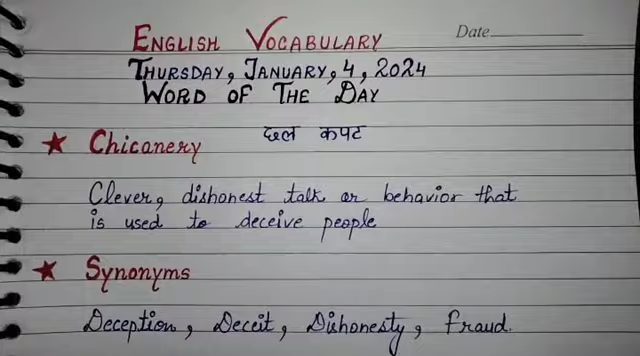 ENGLISH VOCABULARY
Date
THURSDAY, JANUARY, 4, 2024
WORD OF THE DAY
छल कपट
★ Chicanery
Clever, dishonest talk or behavior that
is used to deceive people
★ Synonyms
Deception, Deceit, Dishonesty, Fraud.